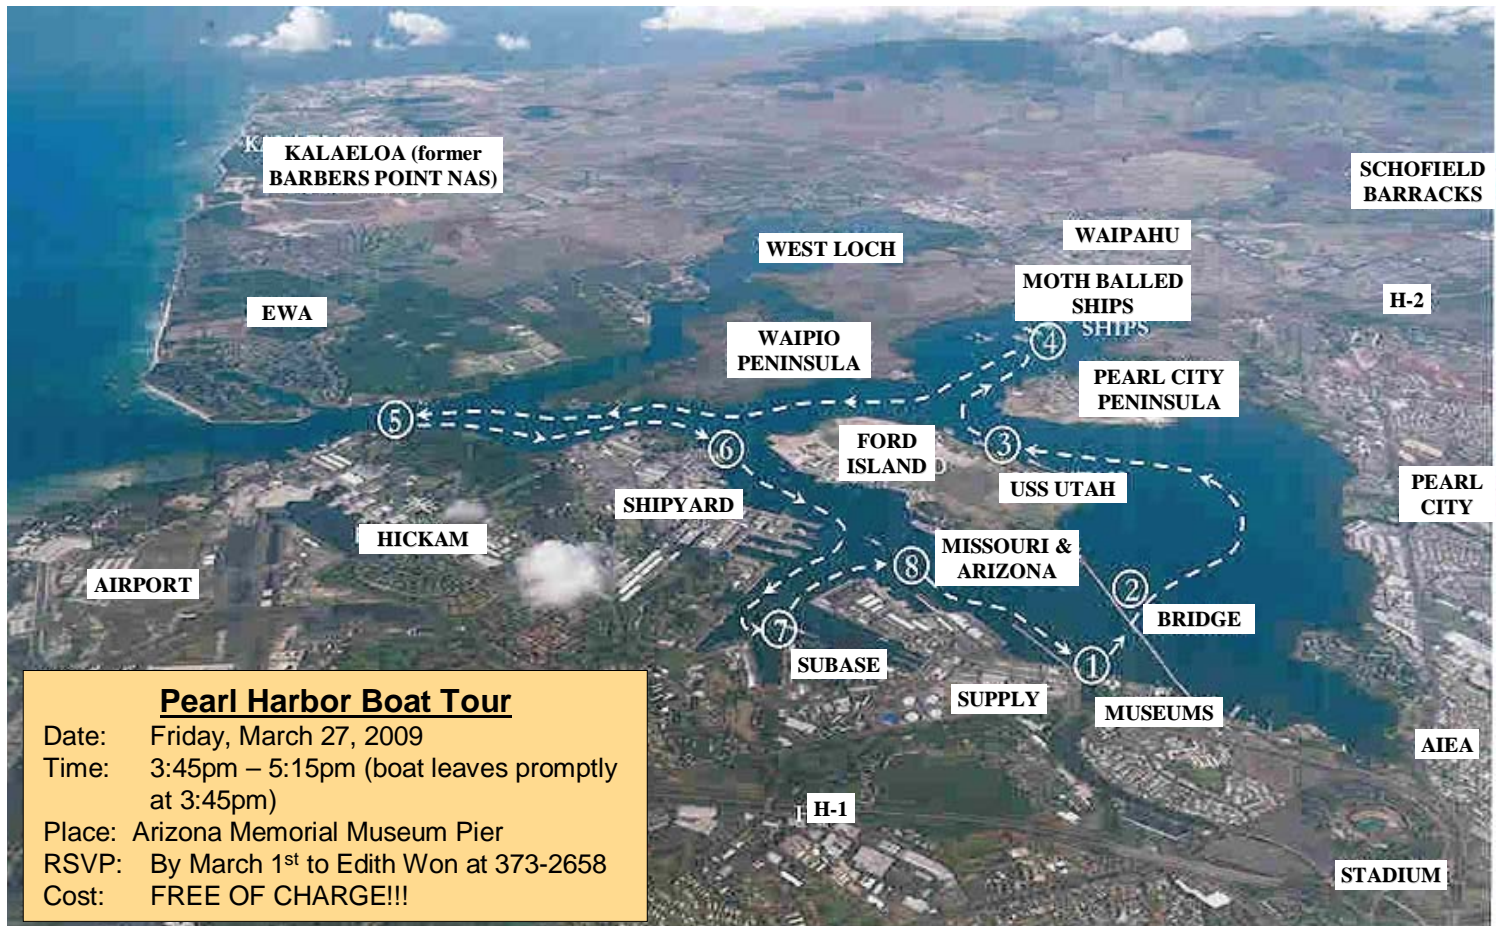 KALAELOA (former
BARBERS POINT NAS)
SCHOFIELD
BARRACKS
WAIPAHU
WEST LOCH
MOTH BALLED
SHIPS
SHIPS
H-2
EWA
WAIPIO
PENINSULA
4
PEARL CITY
PENINSULA
5
6
FORD
ISLAND
3
USS UTAH
PEARL
CITY
SHIPYARD
HICKAM
MISSOURI &
ARIZONA
8
AIRPORT
2
BRIDGE
7
SUBASE
1
SUPPLY
MUSEUMS
AIEA
H-1
STADIUM
Pearl Harbor Boat Tour
Date: Friday, March 27, 2009
Time: 3:45pm – 5:15pm (boat leaves promptly
at 3:45pm)
Place: Arizona Memorial Museum Pier
RSVP: By March 1st to Edith Won at 373-2658
Cost: FREE OF CHARGE!!!